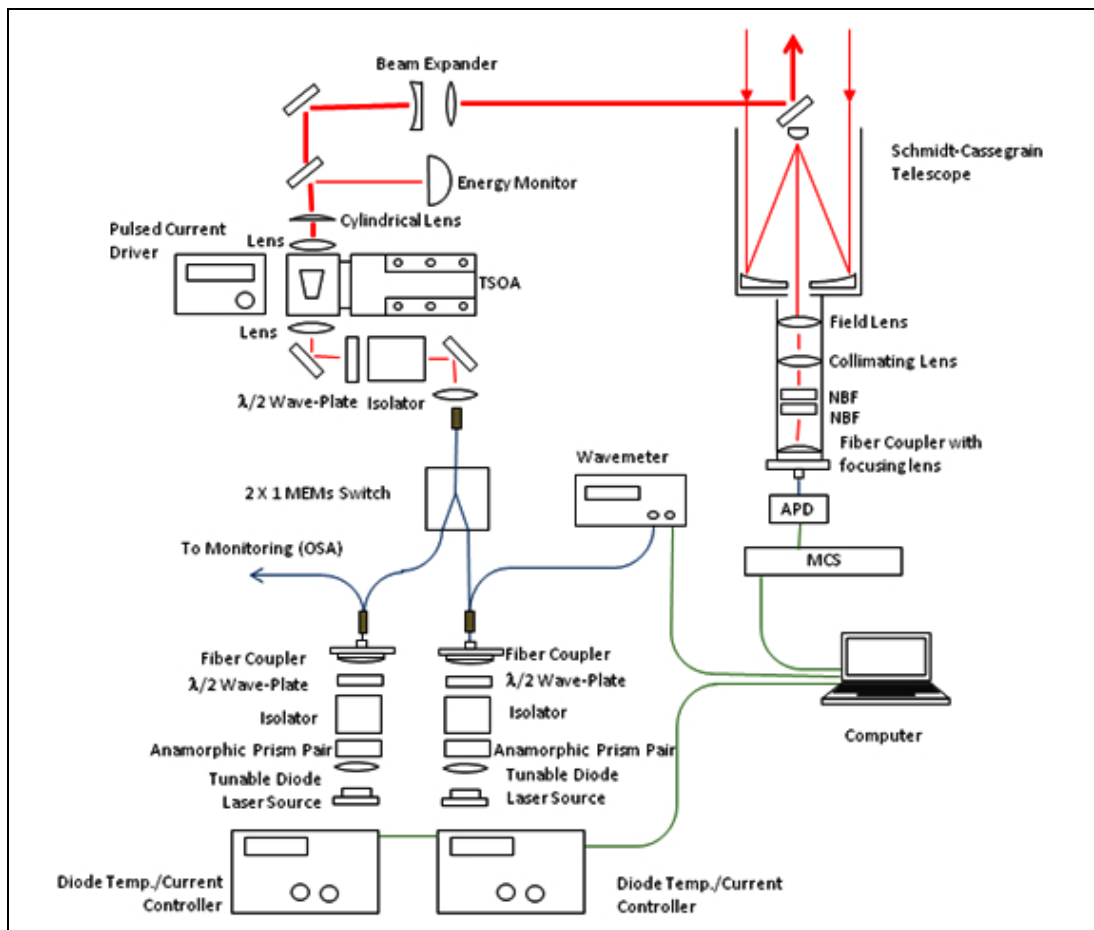 Beam Expander
Schmidt-Cassegrain
Telescope
Energy Monitor
Cylindrical Lens
Pulsed Current
Driver
Lens
TSOA
Lens
λ/2 Wave-Plate
Isolator
Field Lens
Collimating Lens
NBF
NBF
Fiber Coupler with
focusing lens
Wavemeter
2 X 1 MEMs Switch
APD
To Monitoring (OSA)
MCS
Fiber Coupler
Fiber Coupler
λ/2 Wave-Plate
λ/2 Wave-Plate
Isolator
Isolator
Computer
Anamorphic Prism Pair
Anamorphic Prism Pair
Tunable Diode
Laser Source
Tunable Diode
Laser Source
Diode Temp./Current
Controller
Diode Temp./Current
Controller